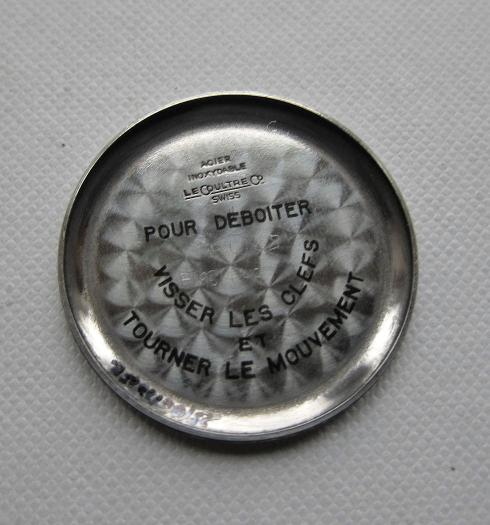 ACIER
INOXYDABLE
LECOULTRE CO
SWISS
POUR DEBOITER
VISSER LES CLEFS
ET
TOURNER LE MOUVEMENT